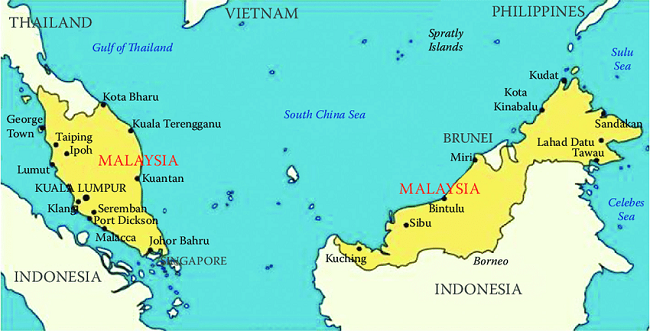 THAILAND
VIETNAM
PHILIPPINES
Gulf of Thailand
Spratly
Islands
Sulu
Sea
Kudat
Kota
Kinabalu
Kota Bharu
South China Sea
George
Town
Kuala Terengganu
Sandakan
Taiping
Ipoh
BRUNEI
Lahad Datu
Tawau
MALAYSIA
Miri
Lumut
Kuantan
KUALA LUMPUR
MALAYSIA
Klang
Seremban
Bintulu
Celebes
Sea
Port Dickson
Sibu
Malacca
Johor Bahru
Kuching
SINGAPORE
Borneo
INDONESIA
INDONESIA